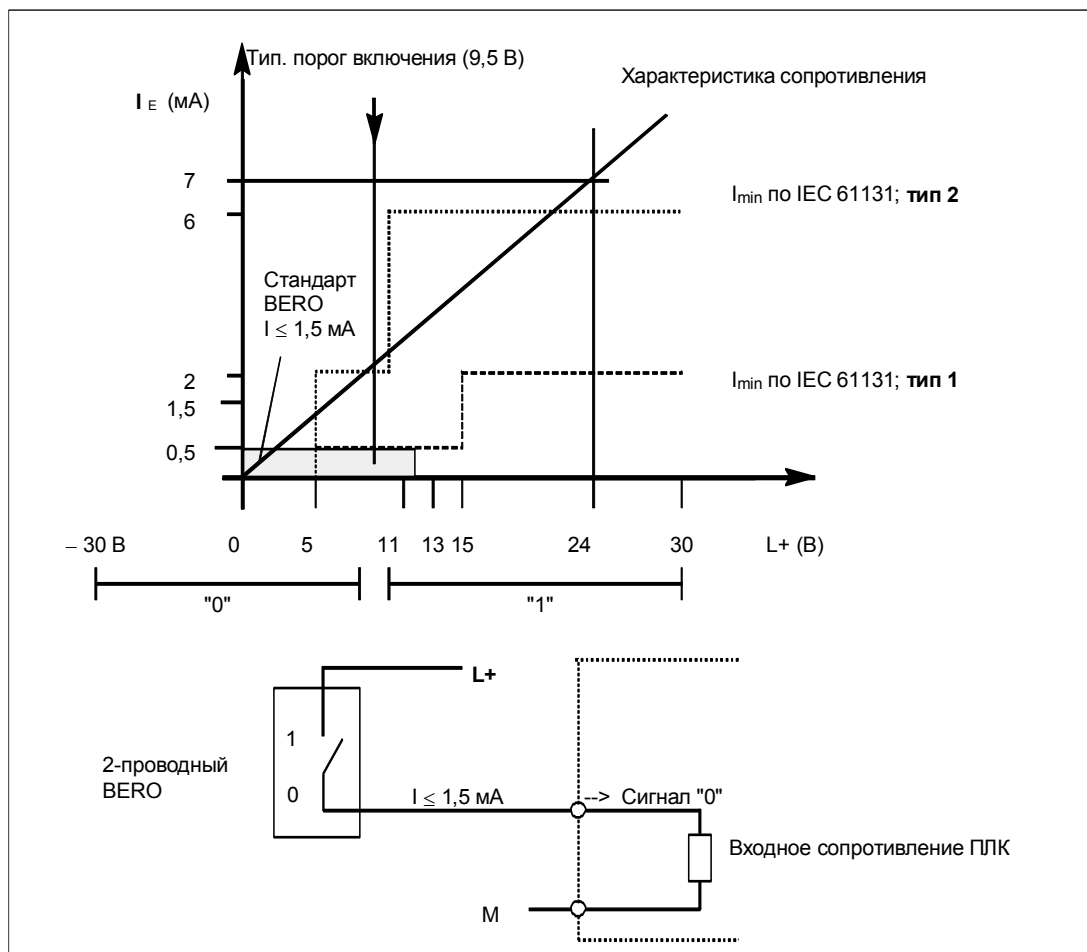 Тип. порог включения (9,5 В)
Характеристика сопротивления
I E (мА)
7
I min по IEC 61131; тип 2
6
Стандарт
BERO
I ≤ 1,5 мА
2
I min по IEC 61131; тип 1
1,5
0,5
– 30 В 0 5 11 13 15 24 30 L+ (В)
"0" "1"
L+
1
2-проводный
BERO
0
I ≤ 1,5 мА
--> Сигнал "0"
Входное сопротивление ПЛК
M